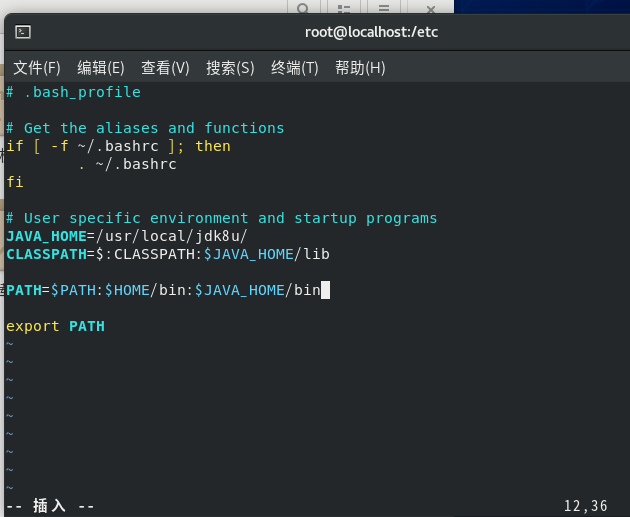 root@localhost:/etc
文件(F) 编辑(E) 查看(V) 搜索(S) 终端(T) 帮助(H)
# .bash_profile
# Get the aliases and functions
if [ -f ~/.bashrc ]; then
        . ~/.bashrc
fi
# User specific environment and startup programs
JAVA_HOME=/usr/local/jdk8u/
CLASSPATH=$:CLASSPATH:$JAVA_HOME/lib
PATH=$PATH:$HOME/bin:$JAVA_HOME/bin
export PATH
~
~
~
~
~
~
~
~
~
-- 插入 -- 12,36